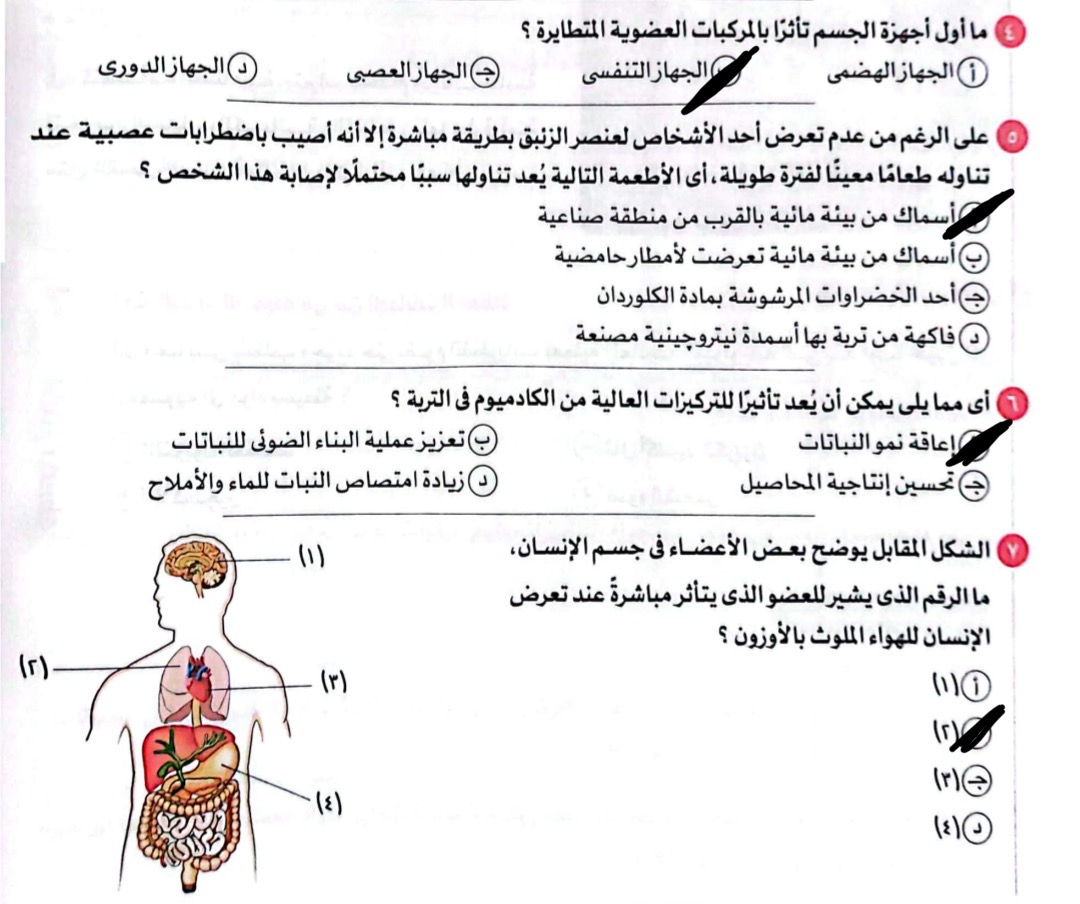 ٤ ما أول أجهزة الجسم تأثرًا بالمركبات العضوية المتطايرة ؟
أ الجهاز الهضمى الجهاز التنفسى ج الجهاز العصبى د الجهاز الدورى
٥ على الرغم من عدم تعرض أحد الأشخاص لعنصر الزئبق بطريقة مباشرة إلا أنه أصيب باضطرابات عصبية عند
تناوله طعامًا معينًا لفترة طويلة، أى الأطعمة التالية يُعد تناولها سببًا محتملًا لإصابة هذا الشخص ؟
أسماك من بيئة مائية بالقرب من منطقة صناعية
ب أسماك من بيئة مائية تعرضت لأمطار حامضية
ج أحد الخضراوات المرشوشة بمادة الكلوردان
د فاكهة من تربة بها أسمدة نيتروچينية مصنعة
٦ أى مما يلى يمكن أن يُعد تأثيرًا للتركيزات العالية من الكادميوم فى التربة ؟
إعاقة نمو النباتات ب تعزيز عملية البناء الضوئى للنباتات
ج تحسين إنتاجية المحاصيل د زيادة امتصاص النبات للماء والأملاح
٧ الشكل المقابل يوضح بعض الأعضاء فى جسم الإنسان،
ما الرقم الذى يشير للعضو الذى يتأثر مباشرةً عند تعرض
الإنسان للهواء الملوث بالأوزون ؟
أ (١)
(٢)
ج (٣)
د (٤)
(١)
(٢)
(٣)
(٤)